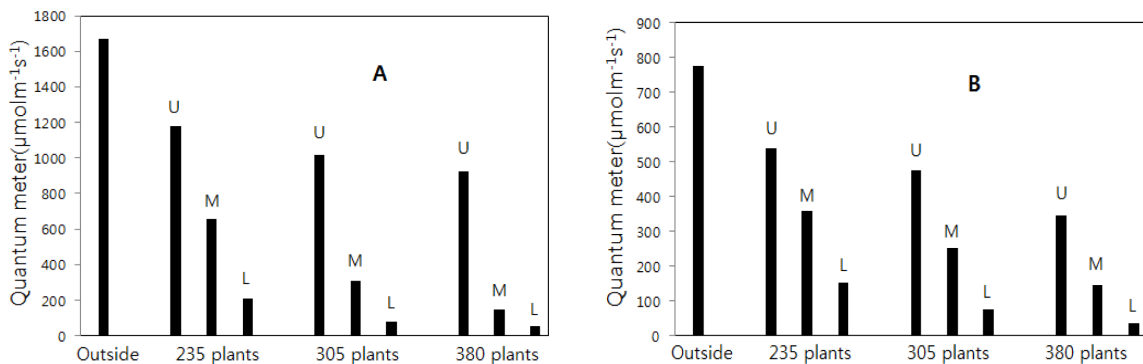 Quantum meter(μmolm⁻¹s⁻¹)
1800
1600
1400
1200
1000
800
600
400
200
0
A
U
M
L
U
M
L
U
M
L
Outside 235 plants 305 plants 380 plants
Quantum meter(μmolm⁻¹s⁻¹)
900
800
700
600
500
400
300
200
100
0
B
U
M
L
U
M
L
U
M
L
Outside 235 plants 305 plants 380 plants